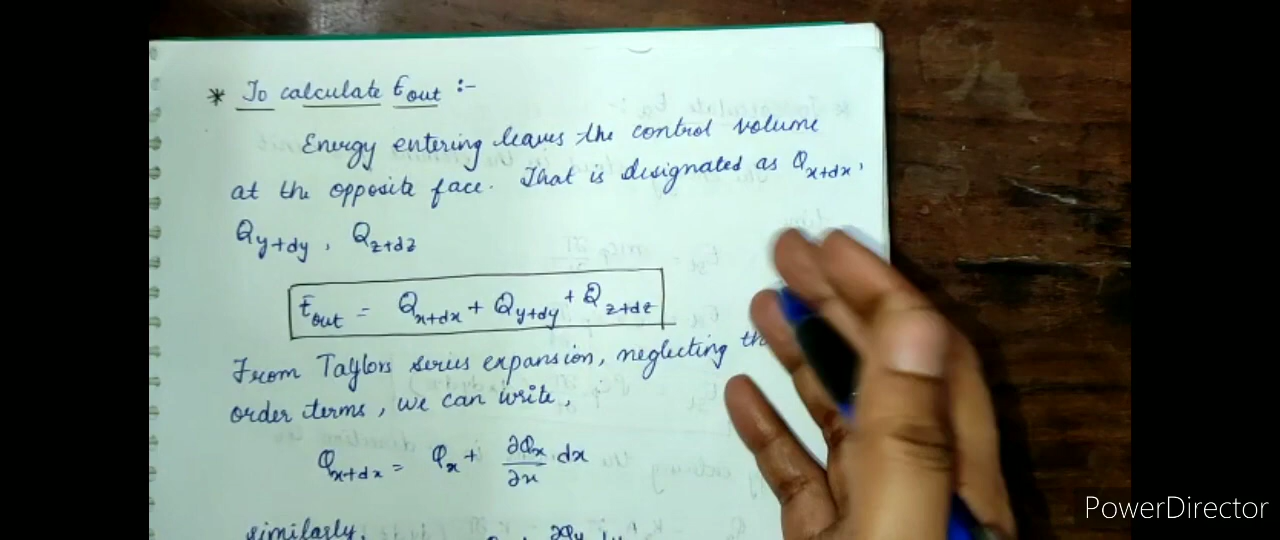 * To calculate Eout :-
Energy entering leaves the control volume
at the opposite face. That is designated as Qx+dx,
Qy+dy, Qz+dz
Eout = Qx+dx + Qy+dy + Qz+dz
From Taylors series expansion, neglecting
order terms, we can write,
Qx+dx = Qx + ∂Qx/∂x dx
similarly,
PowerDirector